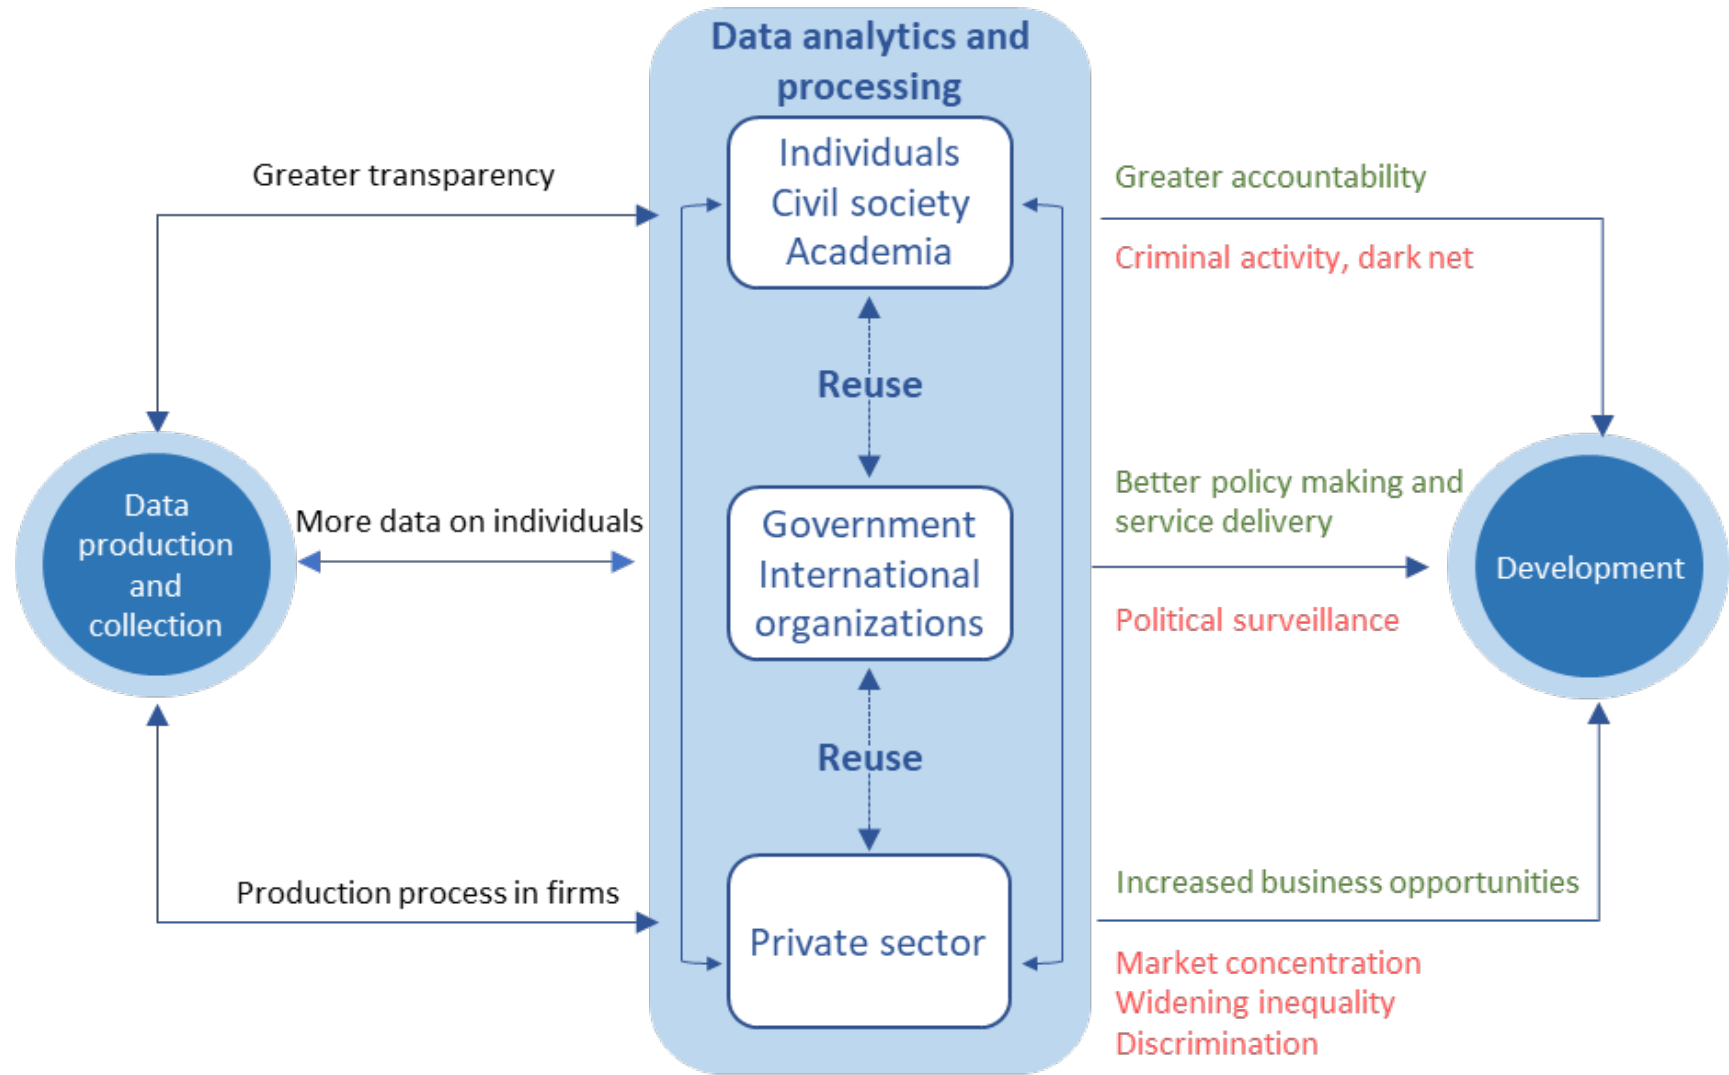 Data analytics and
processing
Individuals
Civil society
Academia
Greater transparency
Greater accountability
Criminal activity, dark net
Reuse
Data
production
and
collection
More data on individuals
Government
International
organizations
Better policy making and
service delivery
Political surveillance
Development
Reuse
Production process in firms
Private sector
Increased business opportunities
Market concentration
Widening inequality
Discrimination